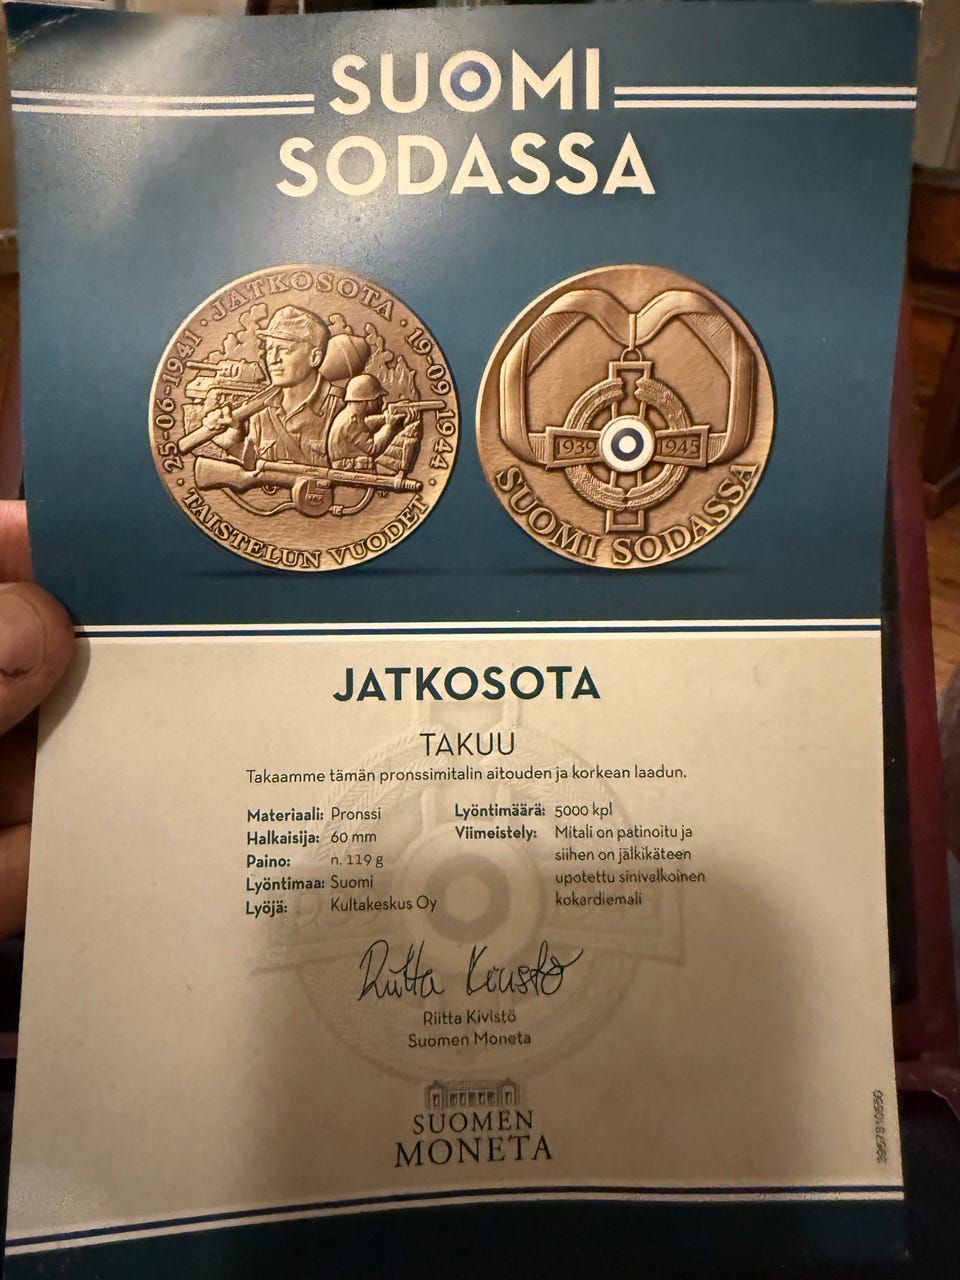 SUOMI
SODASSA
· 25-06-1941 · JATKOSOTA · 19-09-1944 ·
TAISTELUN VUODET
1939 1945
SUOMI SODASSA
JATKOSOTA
TAKUU
Takaamme tämän pronssimitalin aitouden ja korkean laadun.
Materiaali: Pronssi
Halkaisija: 60 mm
Paino: n. 119 g
Lyöntimaa: Suomi
Lyöjä: Kultakeskus Oy
Lyöntimäärä: 5000 kpl
Viimeistely: Mitali on patinoitu ja
siihen on jälkikäteen
upotettu sinivalkoinen
kokardiemali
Riitta Kivistö
Riitta Kivistö
Suomen Moneta
SUOMEN
MONETA